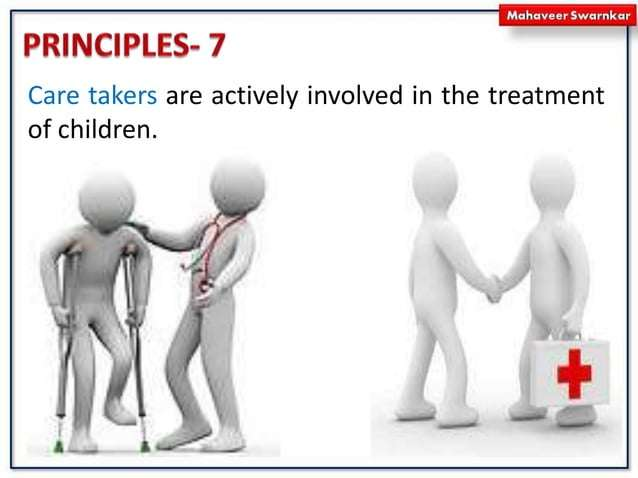 Mahaveer Swarnkar
PRINCIPLES- 7
Care takers are actively involved in the treatment
of children.